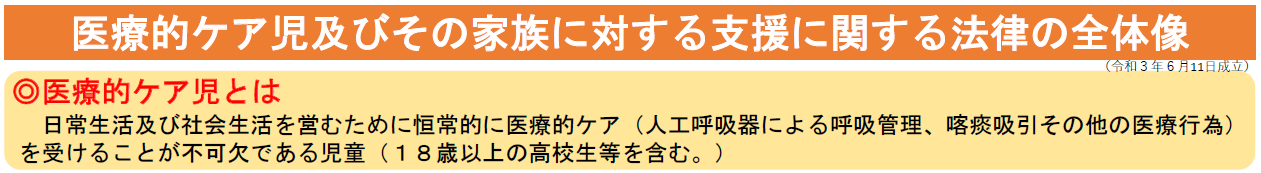 医療的ケア児及びその家族に対する支援に関する法律の全体像
（令和３年６月11日成立）
◎医療的ケア児とは
日常生活及び社会生活を営むために恒常的に医療的ケア（人工呼吸器による呼吸管理、喀痰吸引その他の医療行為）
を受けることが不可欠である児童（１８歳以上の高校生等を含む。）